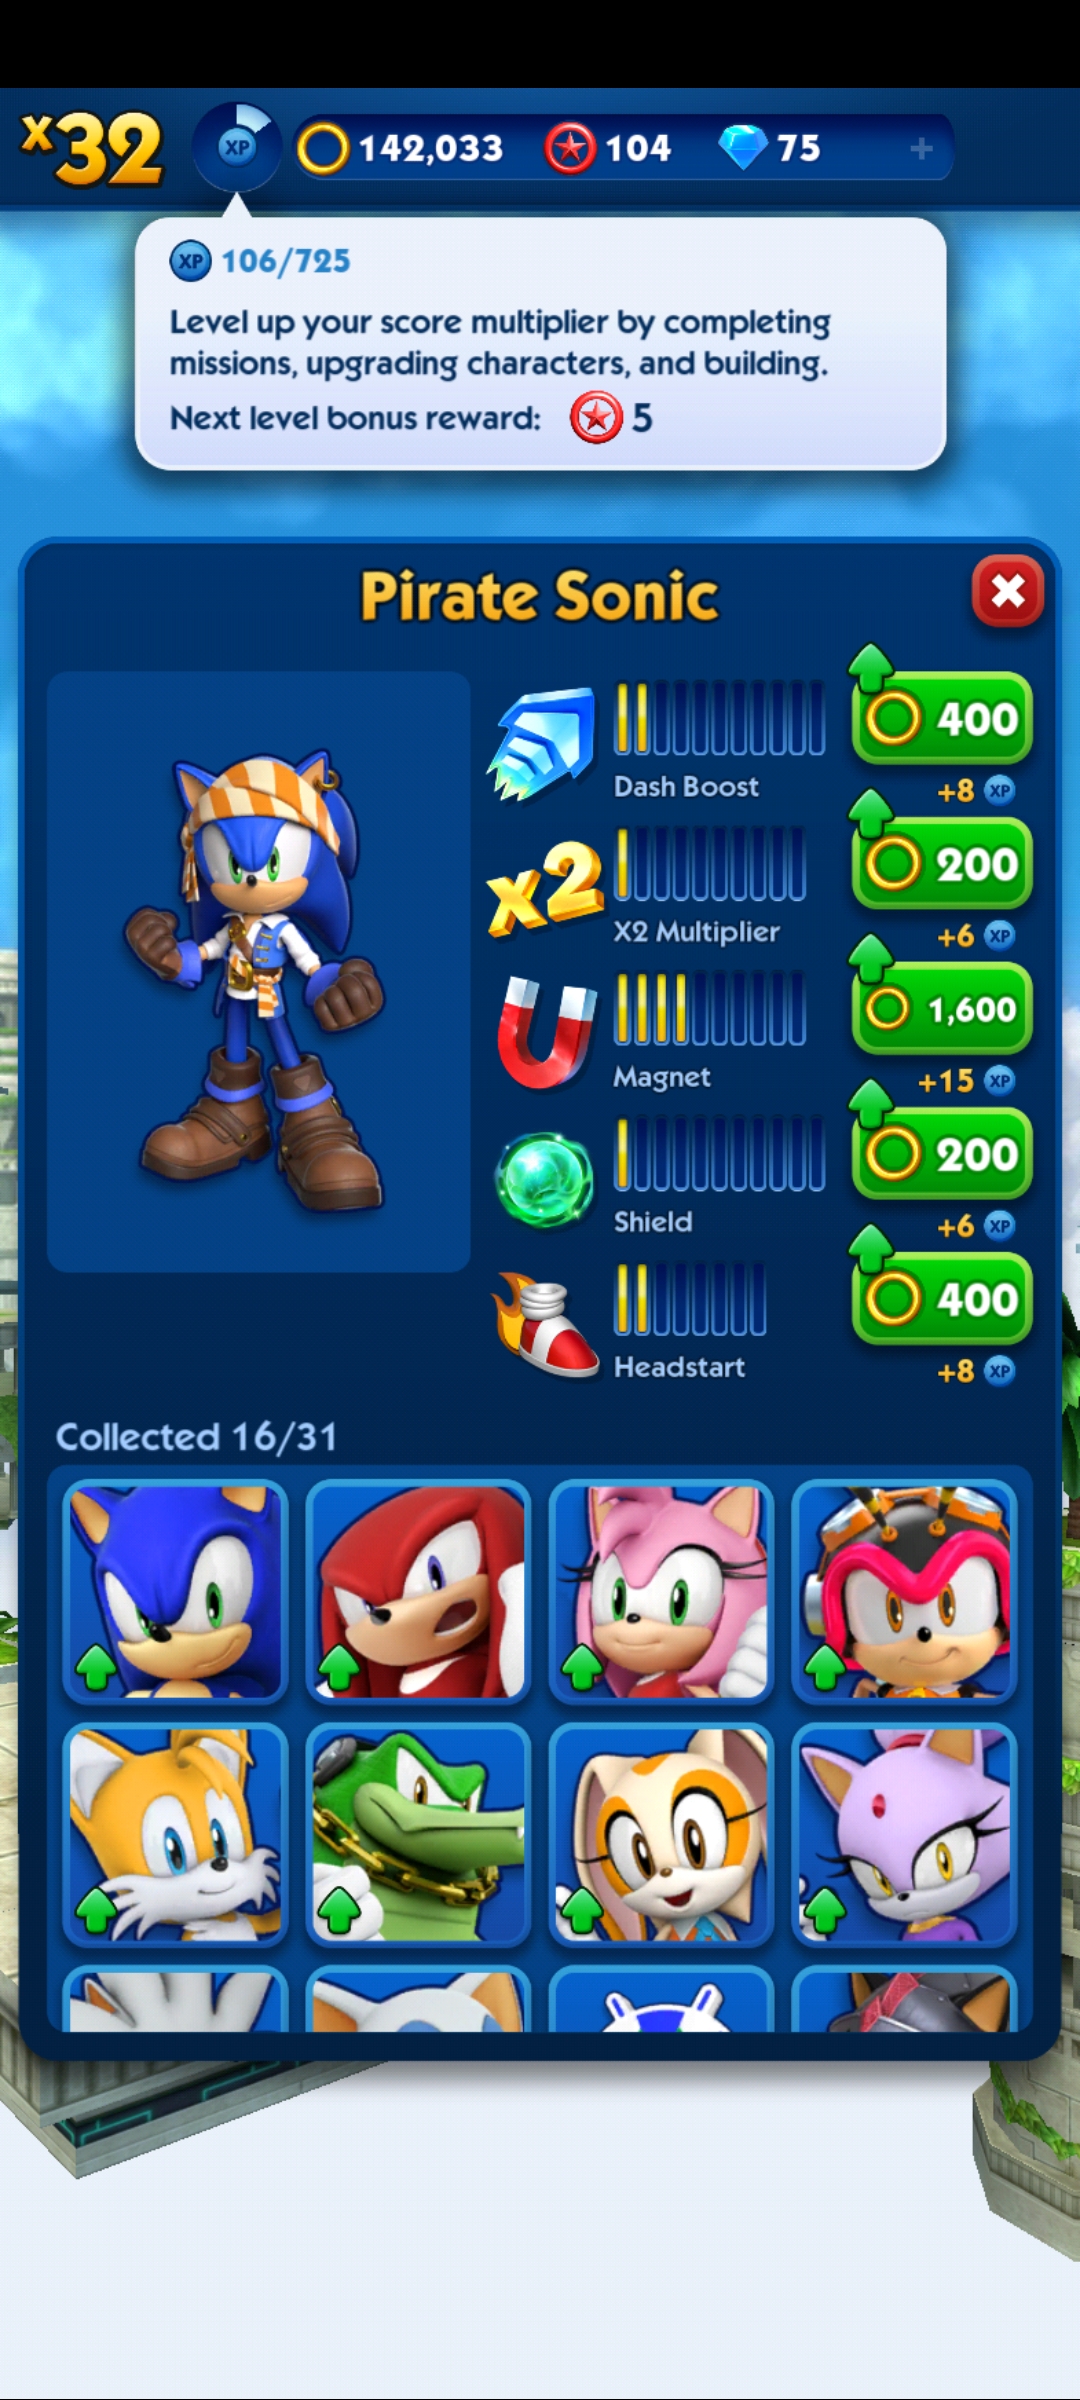 x32 XP 142,033 104 75 +
XP 106/725
Level up your score multiplier by completing
missions, upgrading characters, and building.
Next level bonus reward: 5
Pirate Sonic
400
Dash Boost
+8 XP
x2
200
X2 Multiplier
+6 XP
1,600
Magnet
+15 XP
200
Shield
+6 XP
400
Headstart
+8 XP
Collected 16/31